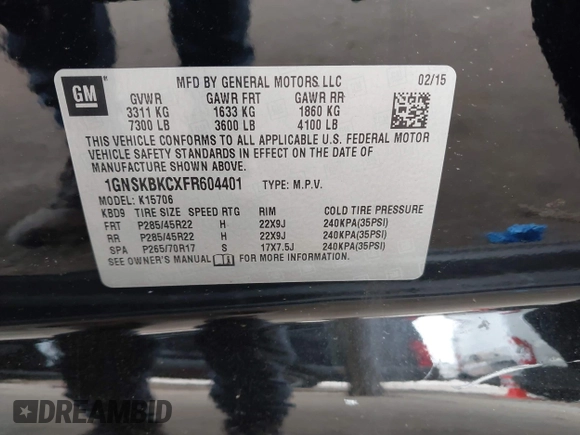 GM
MFD BY GENERAL MOTORS LLC 02/15
GVWR GAWR FRT GAWR RR
3311 KG 1633 KG 1860 KG
7300 LB 3600 LB 4100 LB
THIS VEHICLE CONFORMS TO ALL APPLICABLE U.S. FEDERAL MOTOR
VEHICLE SAFETY STANDARDS IN EFFECT ON THE DATE OF
MANUFACTURE SHOWN ABOVE.
1GNSKBKCXFR604401 TYPE: M.P.V.
MODEL: K15706
KBD9 TIRE SIZE SPEED RTG RIM COLD TIRE PRESSURE
FRT P285/45R22 H 22X9J 240KPA(35PSI)
RR P285/45R22 H 22X9J 240KPA(35PSI)
SPA P265/70R17 S 17X7.5J 240KPA(35PSI)
SEE OWNER'S MANUAL FOR MORE INFORMATION.
DREAMBID